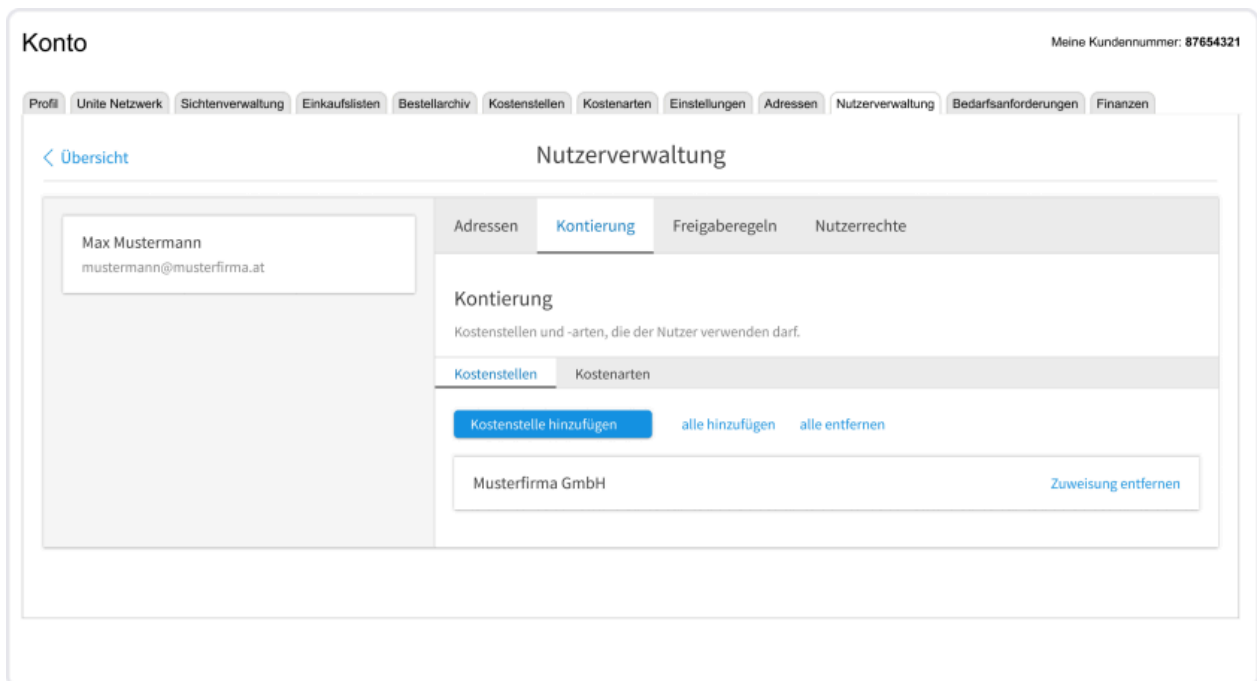 Konto
Meine Kundennummer: 87654321
Profil Unite Netzwerk Sichtenverwaltung Einkaufslisten Bestellarchiv Kostenstellen Kostenarten Einstellungen Adressen Nutzerverwaltung Bedarfsanforderungen Finanzen
Übersicht
Nutzerverwaltung
Max Mustermann
mustermann@musterfirma.at
Adressen Kontierung Freigaberegeln Nutzerrechte
Kontierung
Kostenstellen und -arten, die der Nutzer verwenden darf.
Kostenstellen Kostenarten
Kostenstelle hinzufügen alle hinzufügen alle entfernen
Musterfirma GmbH Zuweisung entfernen